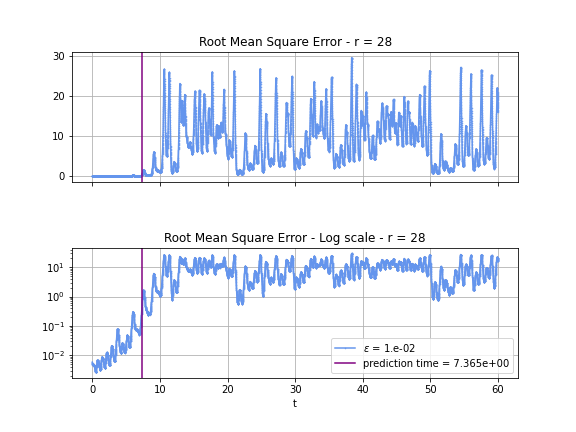 Root Mean Square Error - r = 28
30
20
10
0
Root Mean Square Error - Log scale - r = 28
10¹
10⁰
10⁻¹
10⁻²
ε = 1.e-02
prediction time = 7.365e+00
0 10 20 30 40 50 60
t